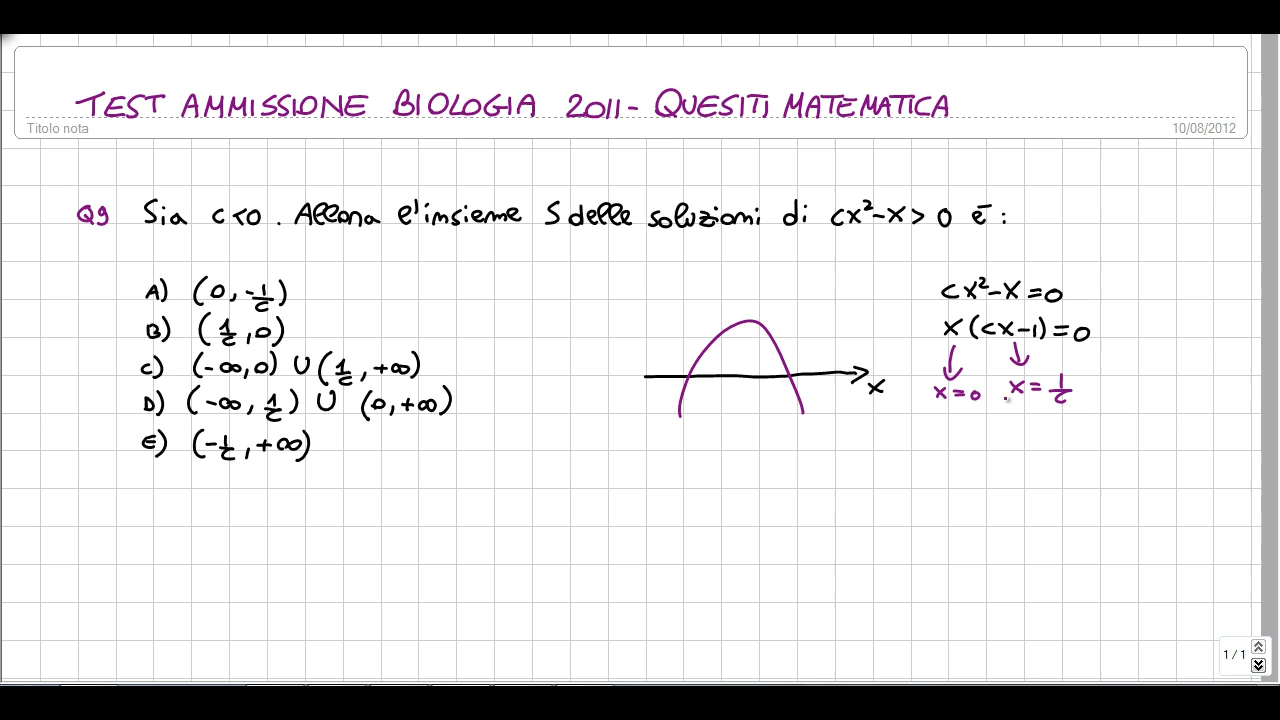 TEST AMMISSIONE BIOLOGIA 2011 - QUESITI MATEMATICA
Titolo nota
10/08/2012
Q9 Sia c<0. Allora l'insieme S delle soluzioni di cx²-x>0 è:
A) (0, -1/c)
B) (1/c, 0)
C) (-∞, 0) ∪ (1/c, +∞)
D) (-∞, 1/c) ∪ (0, +∞)
E) (-1/c, +∞)
x
cx²-x=0
x(cx-1)=0
x=0 x=1/c
1 / 1